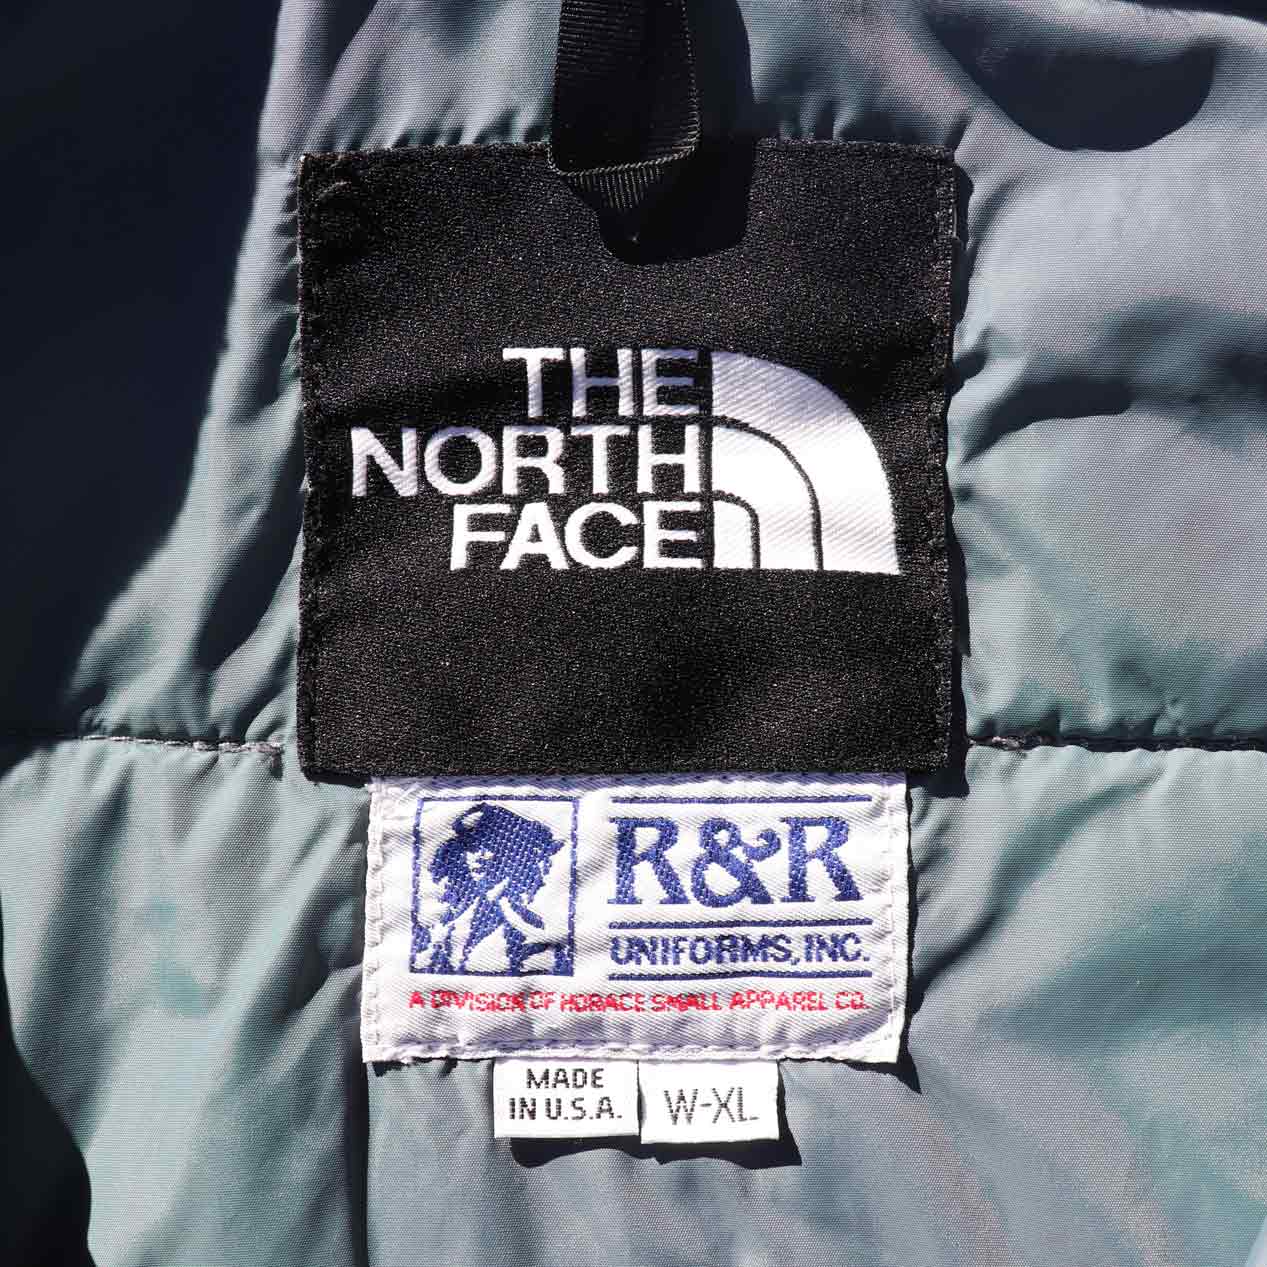 THE
NORTH
FACE
R&R
UNIFORMS, INC.
A DIVISION OF HORACE SMALL APPAREL CO.
MADE
IN U.S.A.
W-XL